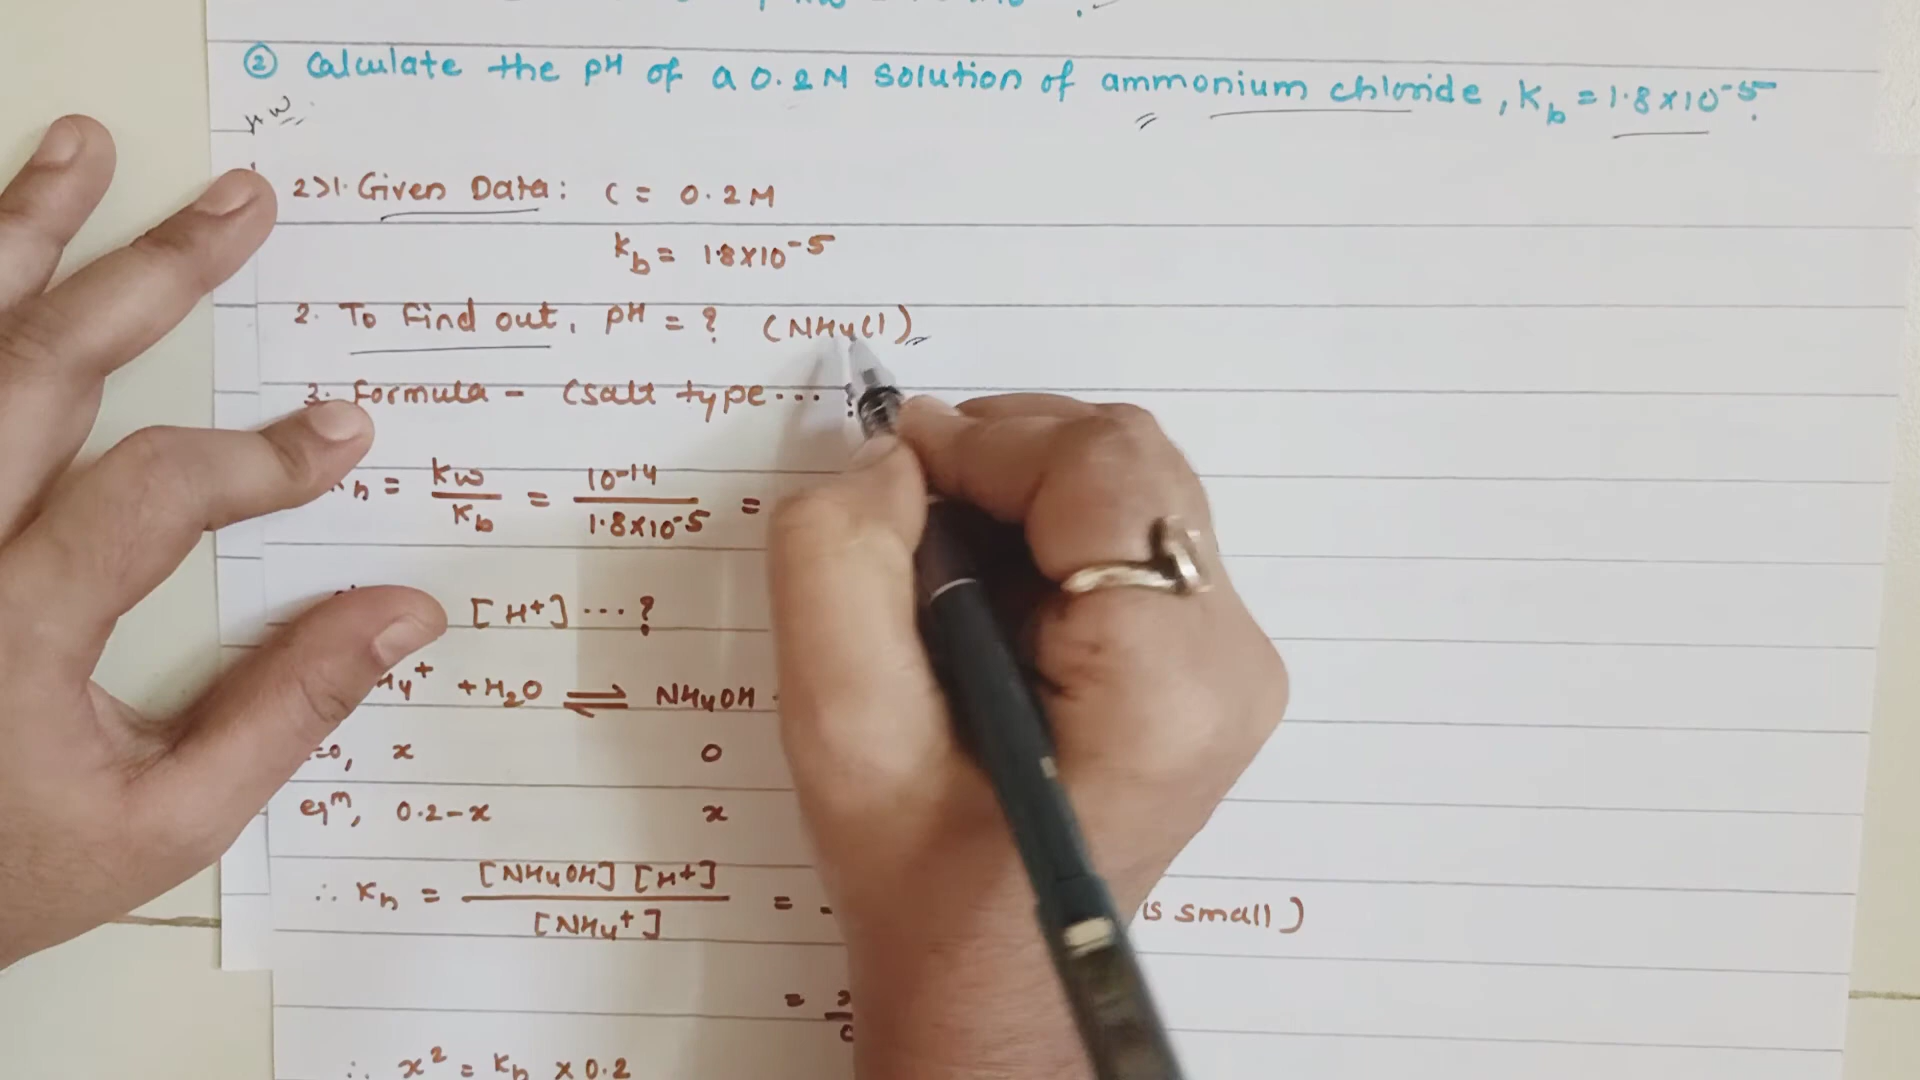 ② Calculate the pH of a 0.2M solution of ammonium chloride, Kb = 1.8×10-5.
HW
2>1. Given Data: C = 0.2M
Kb = 1.8×10-5
2. To find out, pH = ? (NH4Cl)
3. Formula - (salt type...
h = Kw/Kb = 10-14/1.8×10-5 =
[H+] ...?
H4+ + H2O ⇌ NH4OH
=0, x 0
eqm, 0.2-x x
∴ Kh = [NH4OH] [H+]/[NH4+] = is small)
=
∴ x2 = Kh × 0.2